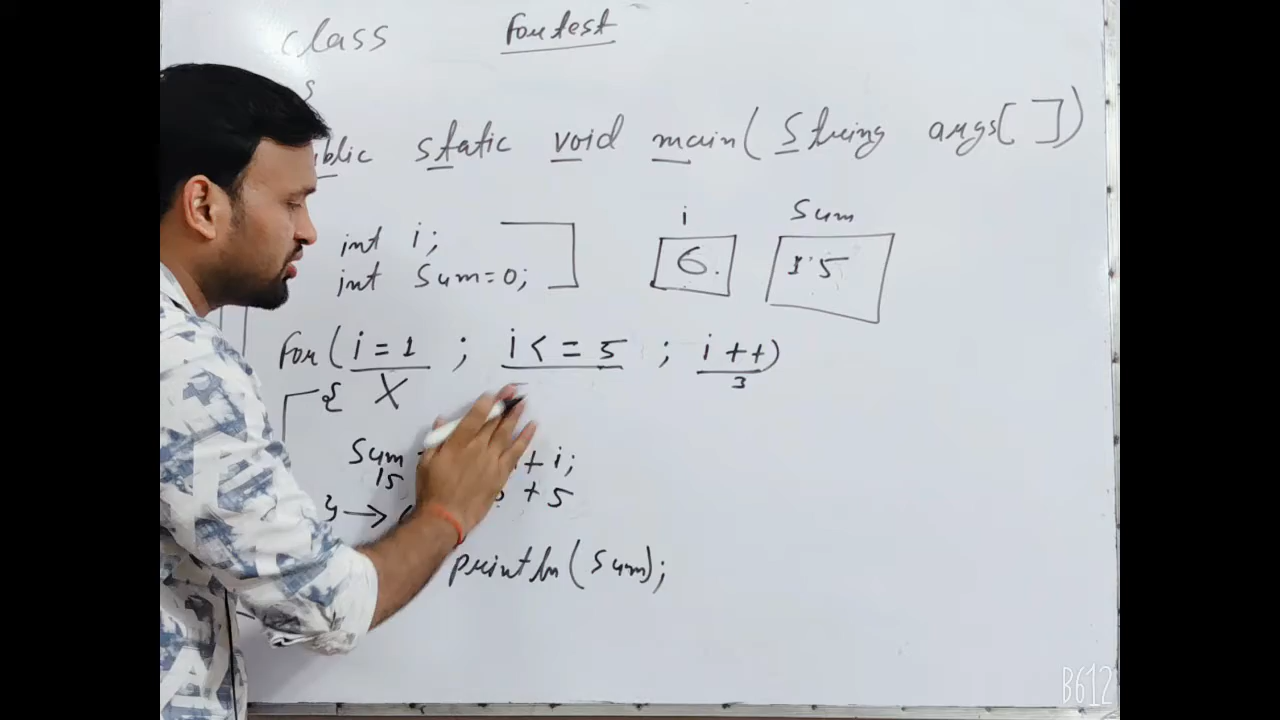 class Fortest
public static void main( String args[ ])
i Sum
int i;
int Sum=0;
6. 15
For( i=1 ; i<=5 ; i++)
3
{ X
Sum + i;
15 + 5
} →
println(Sum);
B612